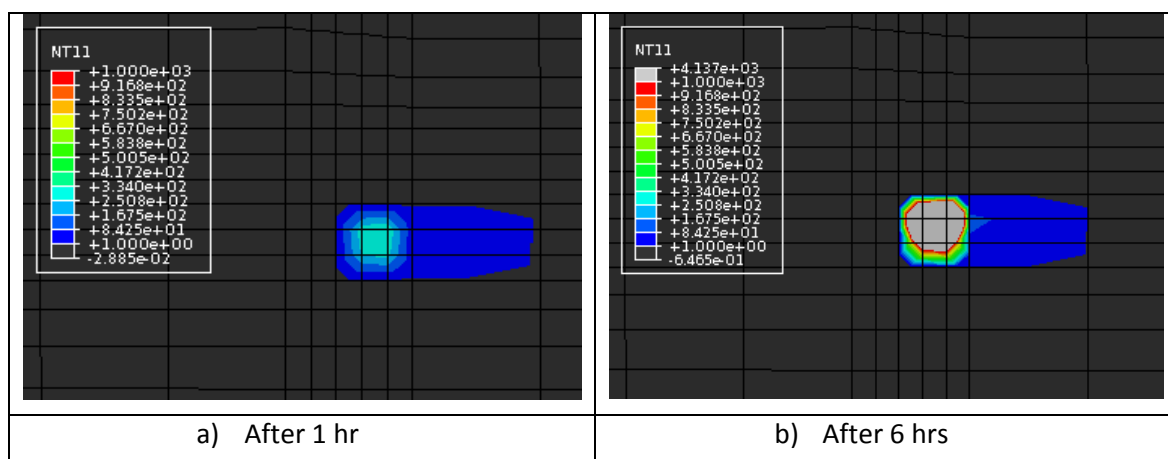 NT11
+1.000e+03
+9.168e+02
+8.335e+02
+7.502e+02
+6.670e+02
+5.838e+02
+5.005e+02
+4.172e+02
+3.340e+02
+2.508e+02
+1.675e+02
+8.425e+01
+1.000e+00
-2.885e-02
NT11
+4.137e+03
+1.000e+03
+9.168e+02
+8.335e+02
+7.502e+02
+6.670e+02
+5.838e+02
+5.005e+02
+4.172e+02
+3.340e+02
+2.508e+02
+1.675e+02
+8.425e+01
+1.000e+00
-6.465e-01
a) After 1 hr
b) After 6 hrs